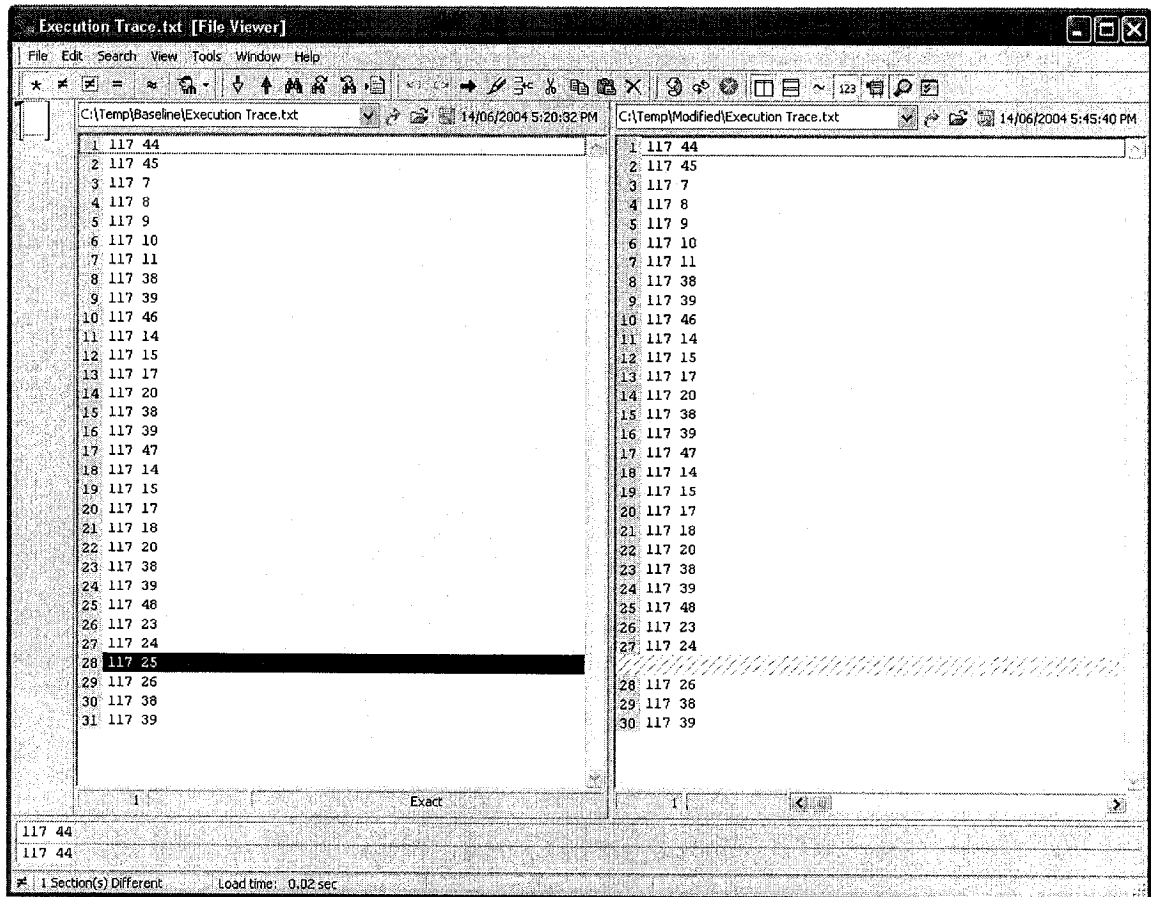 Execution Trace.txt [File Viewer]
File Edit Search View Tools Window Help
C:\Temp\Baseline\Execution Trace.txt 14/06/2004 5:20:32 PM
C:\Temp\Modified\Execution Trace.txt 14/06/2004 5:45:40 PM
1 117 44
2 117 45
3 117 7
4 117 8
5 117 9
6 117 10
7 117 11
8 117 38
9 117 39
10 117 46
11 117 14
12 117 15
13 117 17
14 117 20
15 117 38
16 117 39
17 117 47
18 117 14
19 117 15
20 117 17
21 117 18
22 117 20
23 117 38
24 117 39
25 117 48
26 117 23
27 117 24
28 117 25
29 117 26
30 117 38
31 117 39
1 Exact
1 117 44
2 117 45
3 117 7
4 117 8
5 117 9
6 117 10
7 117 11
8 117 38
9 117 39
10 117 46
11 117 14
12 117 15
13 117 17
14 117 20
15 117 38
16 117 39
17 117 47
18 117 14
19 117 15
20 117 17
21 117 18
22 117 20
23 117 38
24 117 39
25 117 48
26 117 23
27 117 24
28 117 26
29 117 38
30 117 39
1
117 44
117 44
≠ 1 Section(s) Different Load time: 0.02 sec